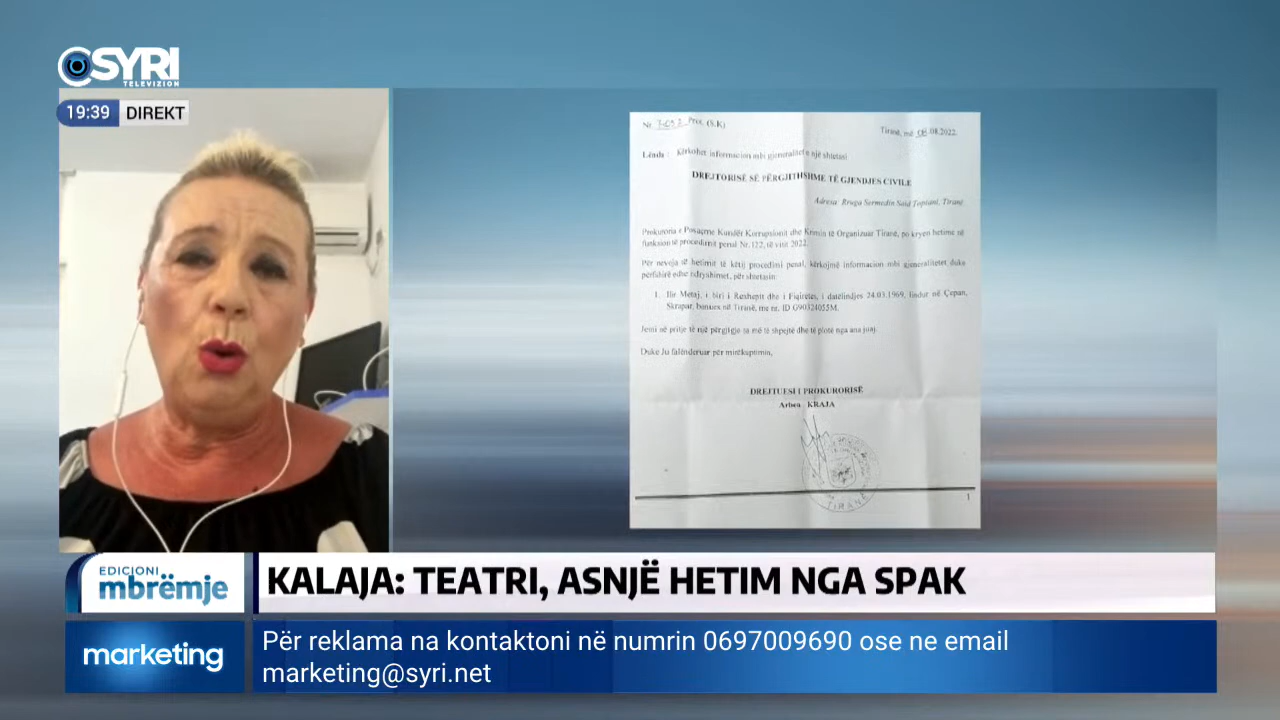 SYRI
TELEVIZION
19:39 DIREKT
Nr. Prot. (S.K)
Tiranë, më 08.08.2022
Lënda : Kërkohet informacion mbi gjeneralitet e një shtetasi
DREJTORISË SË PËRGJITHSHME TË GJENDJES CIVILE
Adresa: Rruga Sermedin Said Toptani, Tiranë
Prokuroria e Posaçme Kundër Korrupsionit dhe Krimin të Organizuar Tiranë, po kryen hetime në
funksion të procedimit penal Nr.122, të vitit 2022.
Për nevoja të hetimit të këtij procedimi penal, kërkojmë informacion mbi gjeneralitetet duke
përfshirë edhe ndryshimet, për shtetasin:
1. Ilir Metaj, i biri i Rexhepit dhe i Fiqiretes, i datëlindjes 24.03.1969, lindur në Çepan,
Skrapar, banues në Tiranë, me nr. ID G90324055M.
Jemi në pritje të një përgjigje sa më të shpejtë dhe të plotë nga ana juaj.
Duke Ju falënderuar për mirëkuptimin,
DREJTUESI I PROKURORISË
Arben KRAJA
TIRANË
1
EDICIONI
mbrëmje
KALAJA: TEATRI, ASNJË HETIM NGA SPAK
marketing
Për reklama na kontaktoni në numrin 0697009690 ose ne email
marketing@syri.net